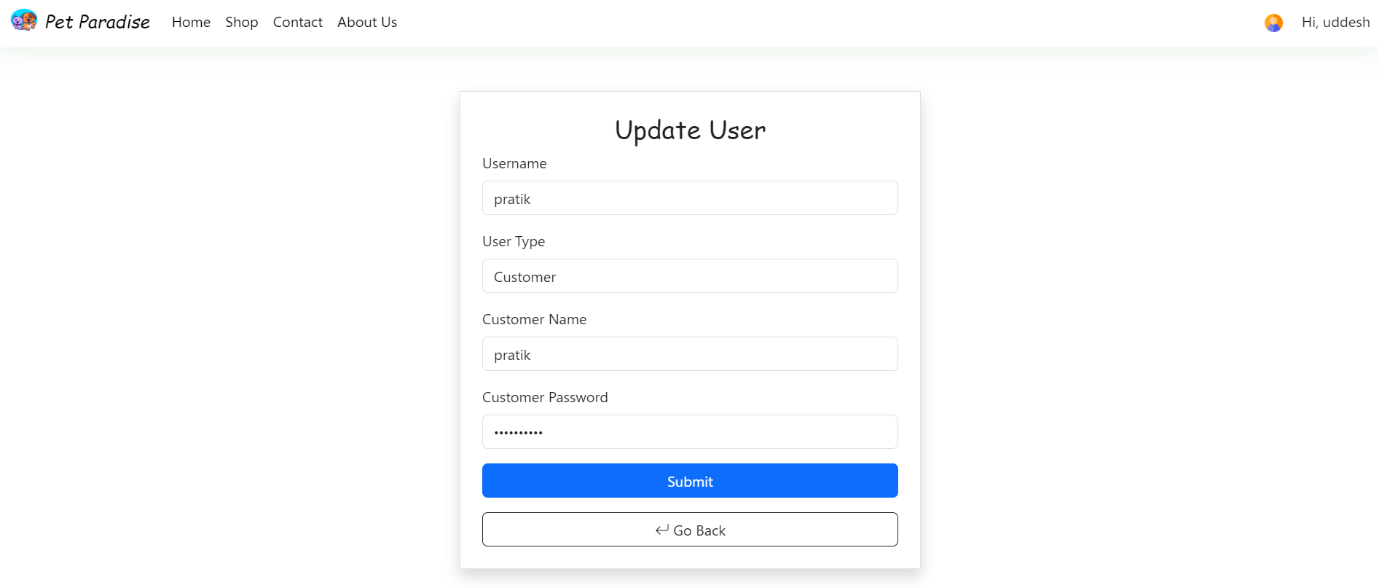 Pet Paradise Home Shop Contact About Us Hi, uddesh
Update User
Username
pratik
User Type
Customer
Customer Name
pratik
Customer Password
••••••••••
Submit
Go Back